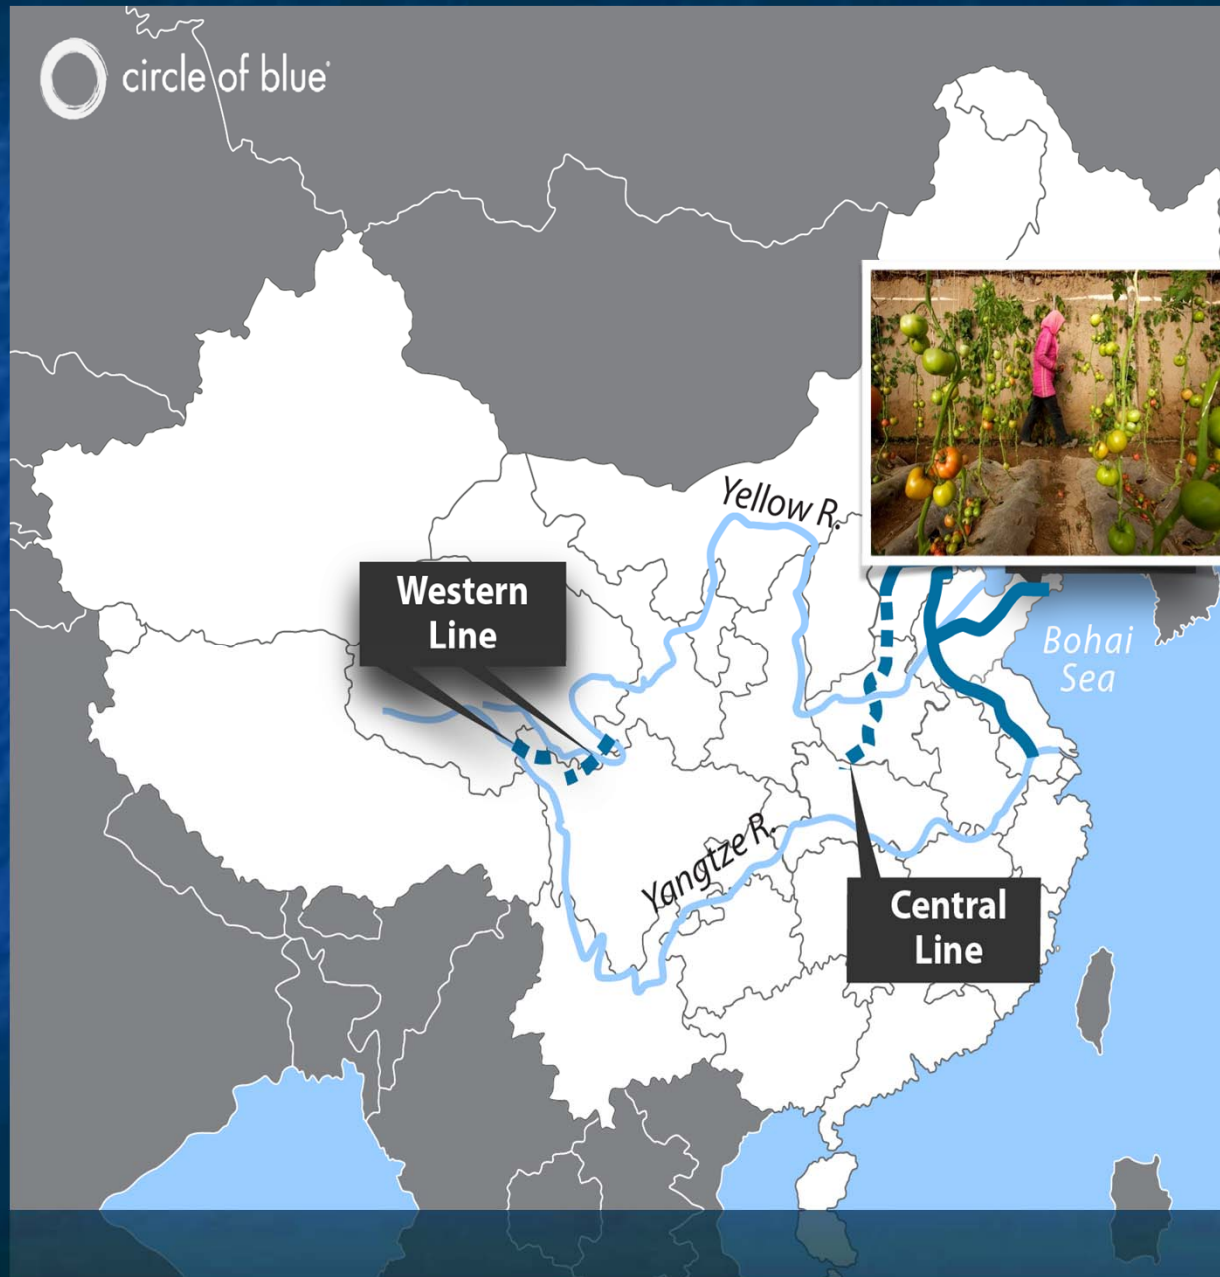 circle of blue®
Yellow R.
Western
Line
Bohai
Sea
Yangtze R.
Central
Line